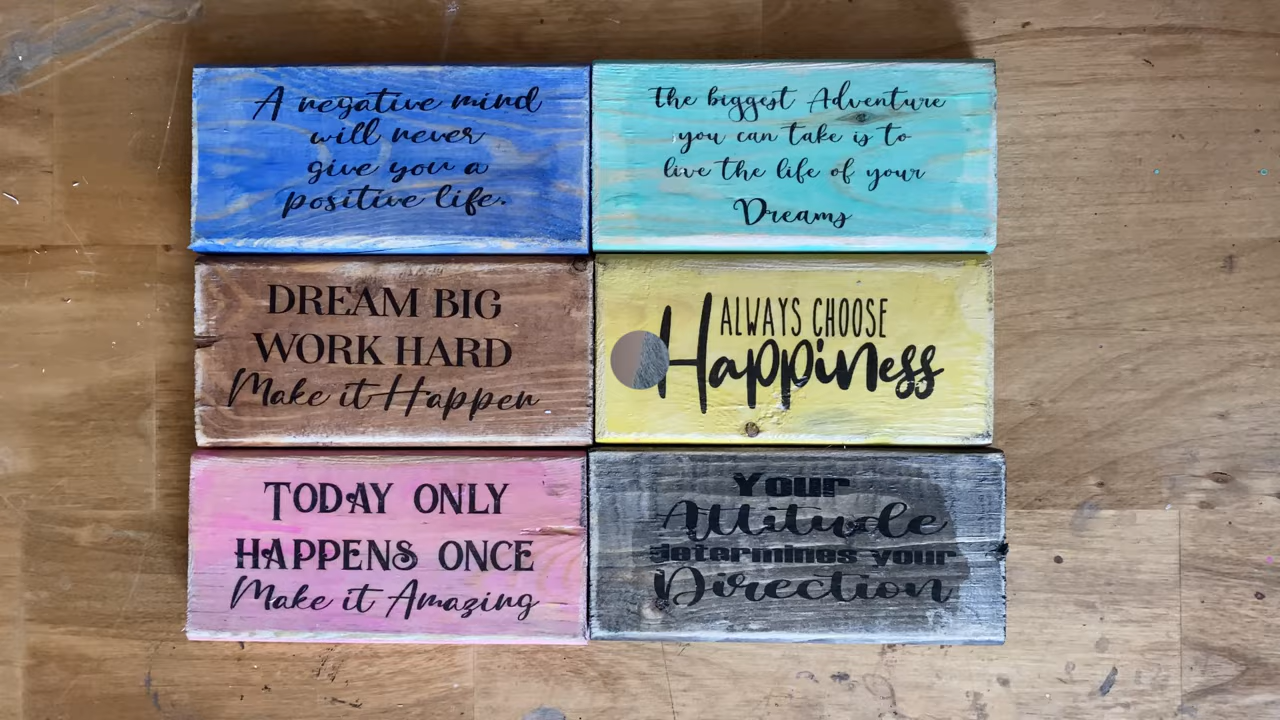 A negative mind
will never
give you a
positive life.
The biggest Adventure
you can take is to
live the life of your
Dreams
DREAM BIG
WORK HARD
Make it Happen
ALWAYS CHOOSE
Happiness
TODAY ONLY
HAPPENS ONCE
Make it Amazing
Your
Attitude
determines your
Direction